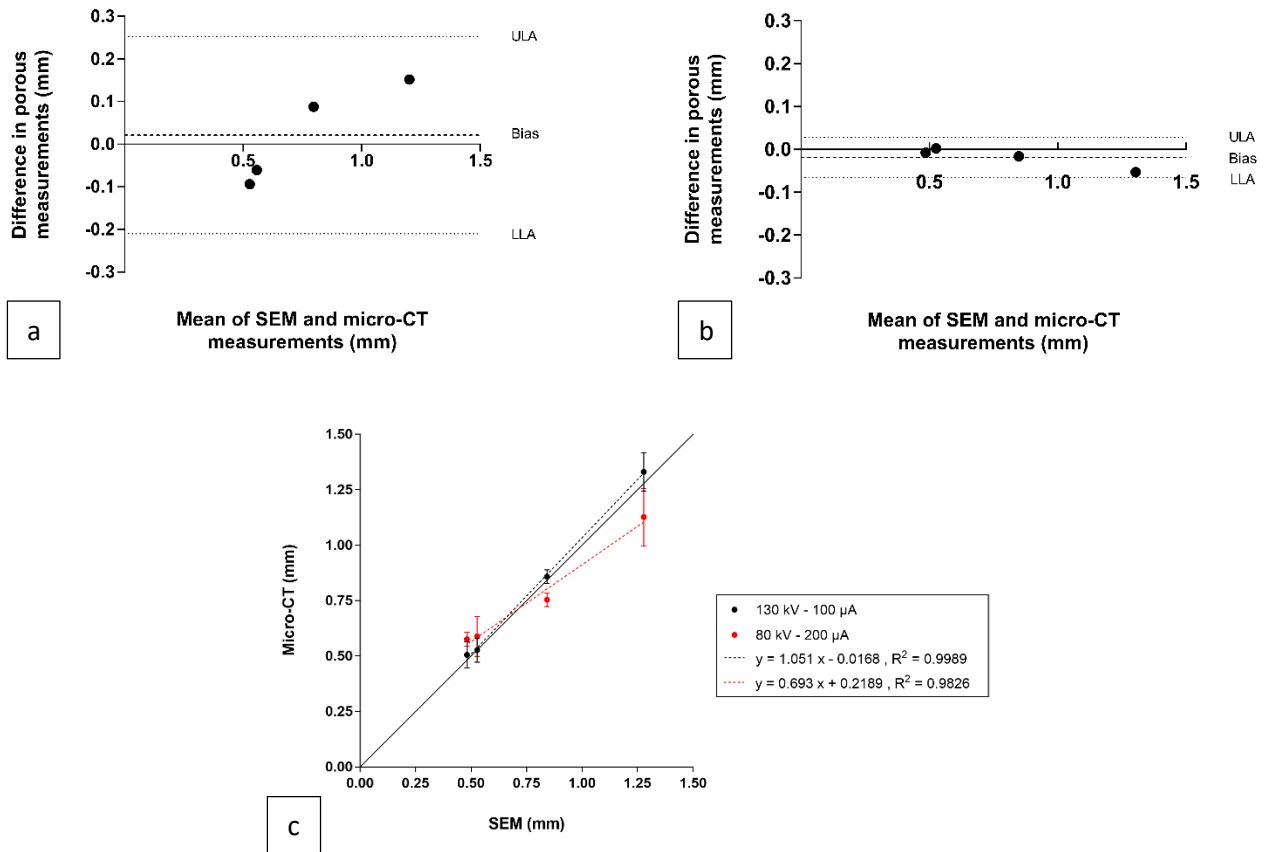 Difference in porous
measurements (mm)
0.3
0.2
0.1
0.0
-0.1
-0.2
-0.3
0.5
1.0
1.5
ULA
Bias
LLA
Mean of SEM and micro-CT
measurements (mm)
a
Difference in porous
measurements (mm)
0.3
0.2
0.1
0.0
-0.1
-0.2
-0.3
0.5
1.0
1.5
ULA
Bias
LLA
Mean of SEM and micro-CT
measurements (mm)
b
Micro-CT (mm)
1.50
1.25
1.00
0.75
0.50
0.25
0.00
0.00 0.25 0.50 0.75 1.00 1.25 1.50
SEM (mm)
130 kV - 100 µA
80 kV - 200 µA
y = 1.051 x - 0.0168 , R² = 0.9989
y = 0.693 x + 0.2189 , R² = 0.9826
c